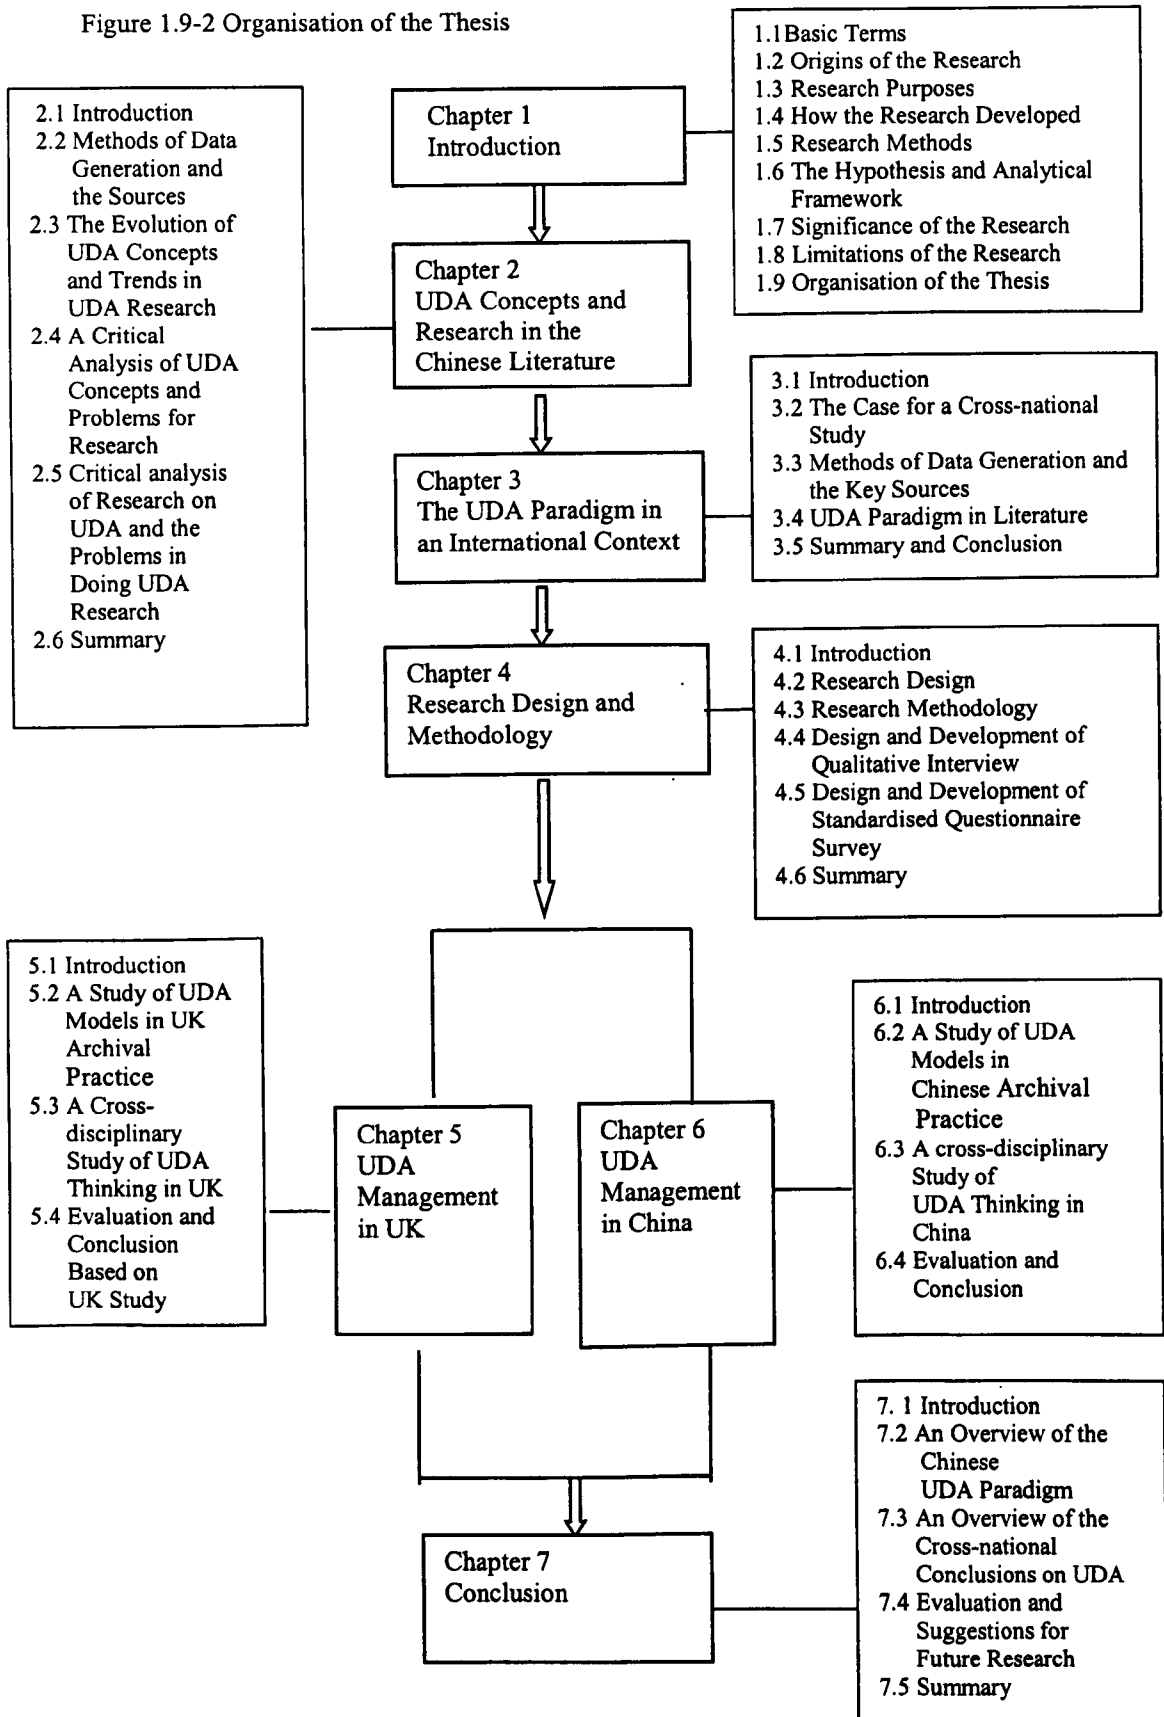 Figure 1.9-2 Organisation of the Thesis
1.1Basic Terms
1.2 Origins of the Research
1.3 Research Purposes
1.4 How the Research Developed
1.5 Research Methods
1.6 The Hypothesis and Analytical
Framework
1.7 Significance of the Research
1.8 Limitations of the Research
1.9 Organisation of the Thesis
Chapter 1
Introduction
2.1 Introduction
2.2 Methods of Data
Generation and
the Sources
2.3 The Evolution of
UDA Concepts
and Trends in
UDA Research
2.4 A Critical
Analysis of UDA
Concepts and
Problems for
Research
2.5 Critical analysis
of Research on
UDA and the
Problems in
Doing UDA
Research
2.6 Summary
Chapter 2
UDA Concepts and
Research in the
Chinese Literature
3.1 Introduction
3.2 The Case for a Cross-national
Study
3.3 Methods of Data Generation and
the Key Sources
3.4 UDA Paradigm in Literature
3.5 Summary and Conclusion
Chapter 3
The UDA Paradigm in
an International Context
4.1 Introduction
4.2 Research Design
4.3 Research Methodology
4.4 Design and Development of
Qualitative Interview
4.5 Design and Development of
Standardised Questionnaire
Survey
4.6 Summary
Chapter 4
Research Design and
Methodology
5.1 Introduction
5.2 A Study of UDA
Models in UK
Archival
Practice
5.3 A Cross-
disciplinary
Study of UDA
Thinking in UK
5.4 Evaluation and
Conclusion
Based on
UK Study
Chapter 5
UDA
Management
in UK
Chapter 6
UDA
Management
in China
6.1 Introduction
6.2 A Study of UDA
Models in
Chinese Archival
Practice
6.3 A cross-disciplinary
Study of
UDA Thinking in
China
6.4 Evaluation and
Conclusion
Chapter 7
Conclusion
7. 1 Introduction
7.2 An Overview of the
Chinese
UDA Paradigm
7.3 An Overview of the
Cross-national
Conclusions on UDA
7.4 Evaluation and
Suggestions for
Future Research
7.5 Summary